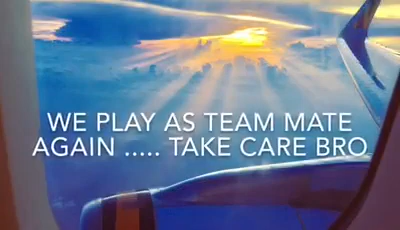 WE PLAY AS TEAM MATE
AGAIN ..... TAKE CARE BRO